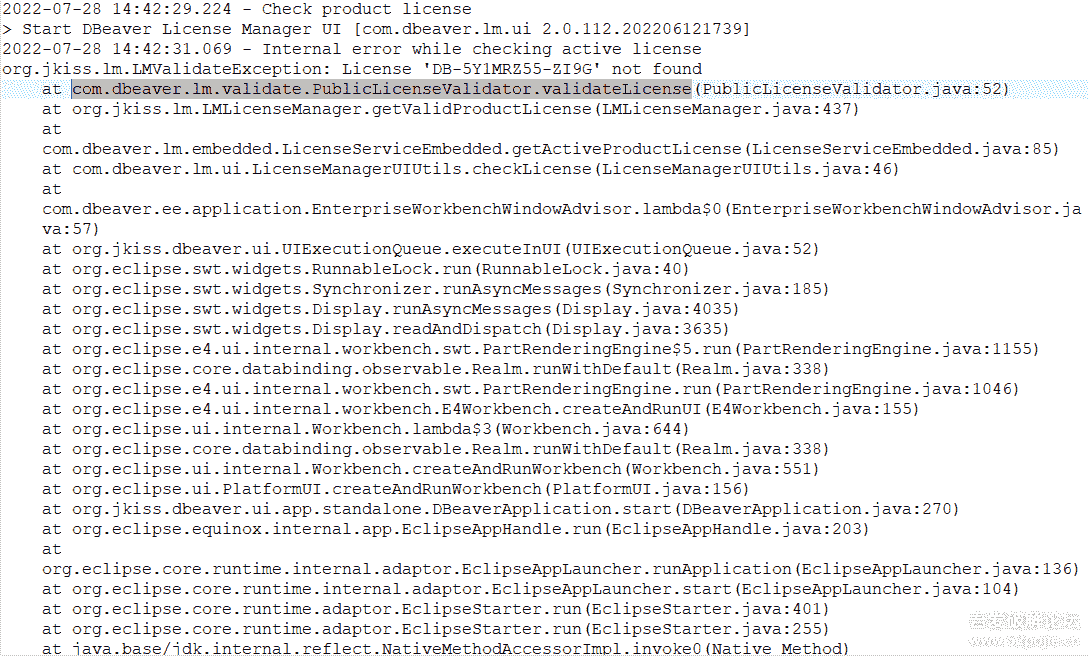 2022-07-28 14:42:29.224 - Check product license
> Start DBeaver License Manager UI [com.dbeaver.lm.ui 2.0.112.202206121739]
2022-07-28 14:42:31.069 - Internal error while checking active license
org.jkiss.lm.LMValidateException: License 'DB-5Y1MRZ55-ZI9G' not found
at com.dbeaver.lm.validate.PublicLicenseValidator.validateLicense(PublicLicenseValidator.java:52)
at org.jkiss.lm.LMLicenseManager.getValidProductLicense(LMLicenseManager.java:437)
at
com.dbeaver.lm.embedded.LicenseServiceEmbedded.getActiveProductLicense(LicenseServiceEmbedded.java:85)
at com.dbeaver.lm.ui.LicenseManagerUIUtils.checkLicense(LicenseManagerUIUtils.java:46)
at
com.dbeaver.ee.application.EnterpriseWorkbenchWindowAdvisor.lambda$0(EnterpriseWorkbenchWindowAdvisor.ja
va:57)
at org.jkiss.dbeaver.ui.UIExecutionQueue.executeInUI(UIExecutionQueue.java:52)
at org.eclipse.swt.widgets.RunnableLock.run(RunnableLock.java:40)
at org.eclipse.swt.widgets.Synchronizer.runAsyncMessages(Synchronizer.java:185)
at org.eclipse.swt.widgets.Display.runAsyncMessages(Display.java:4035)
at org.eclipse.swt.widgets.Display.readAndDispatch(Display.java:3635)
at org.eclipse.e4.ui.internal.workbench.swt.PartRenderingEngine$5.run(PartRenderingEngine.java:1155)
at org.eclipse.core.databinding.observable.Realm.runWithDefault(Realm.java:338)
at org.eclipse.e4.ui.internal.workbench.swt.PartRenderingEngine.run(PartRenderingEngine.java:1046)
at org.eclipse.e4.ui.internal.workbench.E4Workbench.createAndRunUI(E4Workbench.java:155)
at org.eclipse.ui.internal.Workbench.lambda$3(Workbench.java:644)
at org.eclipse.core.databinding.observable.Realm.runWithDefault(Realm.java:338)
at org.eclipse.ui.internal.Workbench.createAndRunWorkbench(Workbench.java:551)
at org.eclipse.ui.PlatformUI.createAndRunWorkbench(PlatformUI.java:156)
at org.jkiss.dbeaver.ui.app.standalone.DBeaverApplication.start(DBeaverApplication.java:270)
at org.eclipse.equinox.internal.app.EclipseAppHandle.run(EclipseAppHandle.java:203)
at
org.eclipse.core.runtime.internal.adaptor.EclipseAppLauncher.runApplication(EclipseAppLauncher.java:136)
at org.eclipse.core.runtime.internal.adaptor.EclipseAppLauncher.start(EclipseAppLauncher.java:104)
at org.eclipse.core.runtime.adaptor.EclipseStarter.run(EclipseStarter.java:401)
at org.eclipse.core.runtime.adaptor.EclipseStarter.run(EclipseStarter.java:255)
at java.base/jdk.internal.reflect.NativeMethodAccessorImpl.invoke0(Native Method)